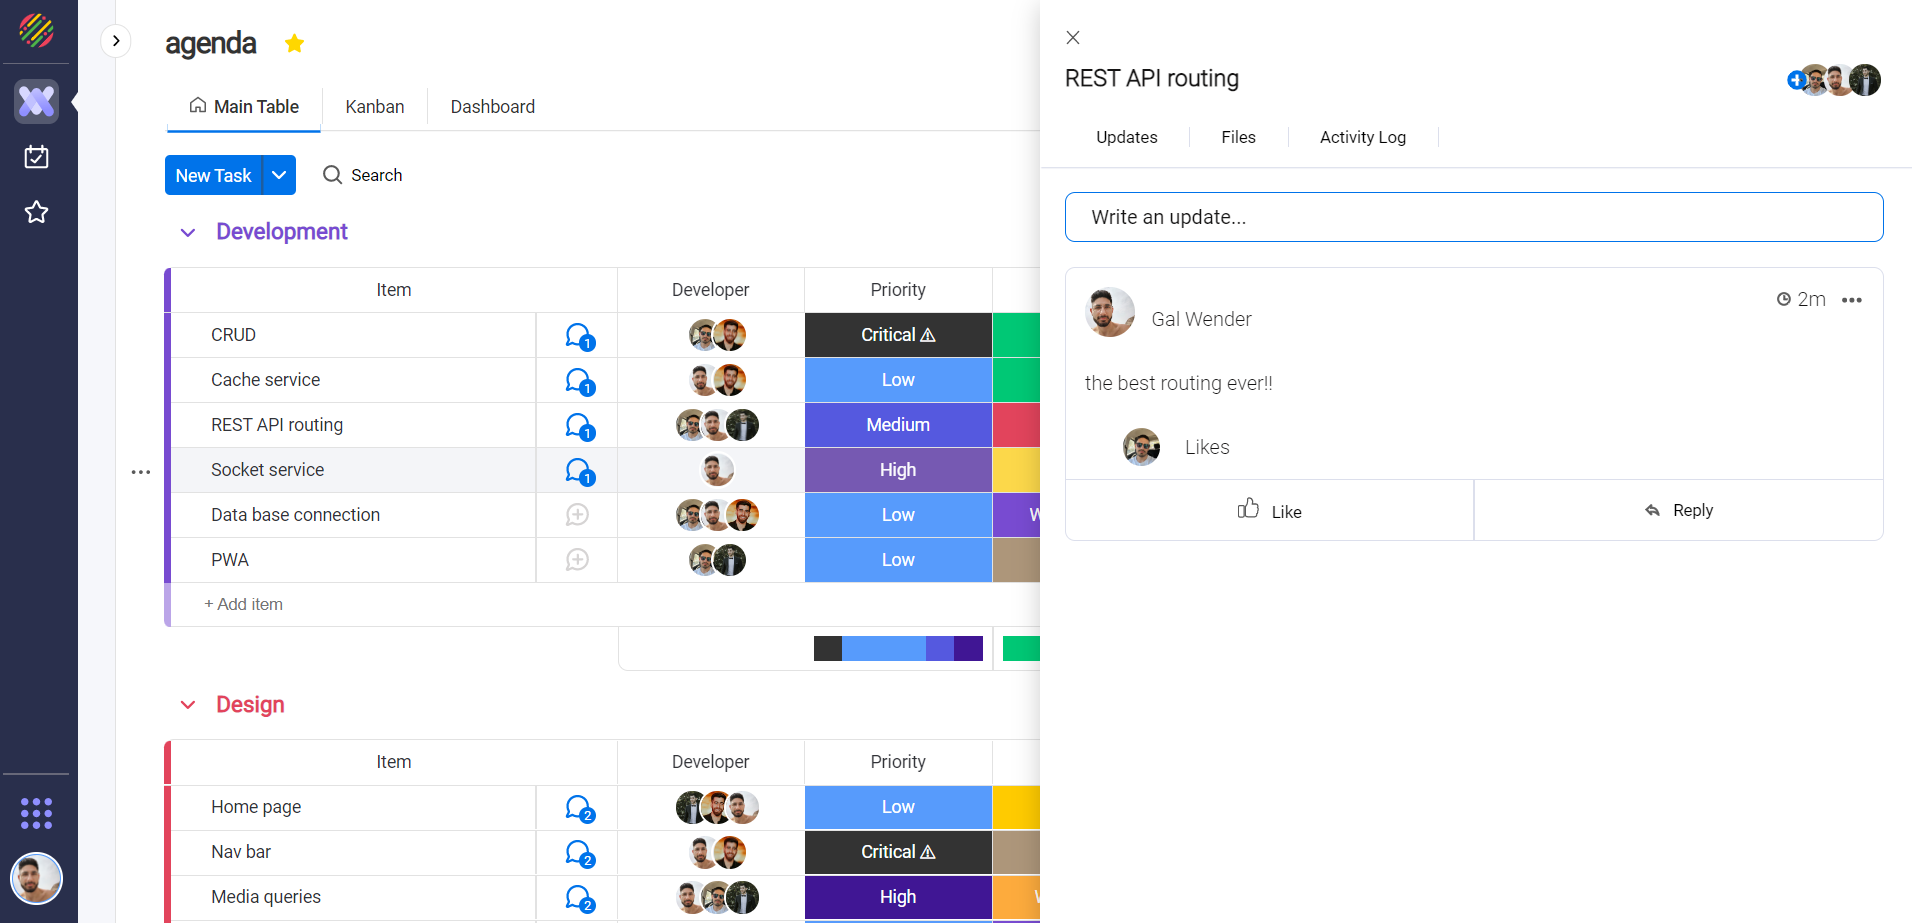 agenda
Main Table
Kanban
Dashboard
New Task
Search
Development
Item
Developer
Priority
CRUD
1
Critical
Cache service
1
Low
REST API routing
1
Medium
Socket service
1
High
Data base connection
Low
W
PWA
Low
+ Add item
Design
Item
Developer
Priority
Home page
2
Low
Nav bar
2
Critical
Media queries
2
High
REST API routing
Updates
Files
Activity Log
Write an update...
Gal Wender
2m
the best routing ever!!
Likes
Like
Reply